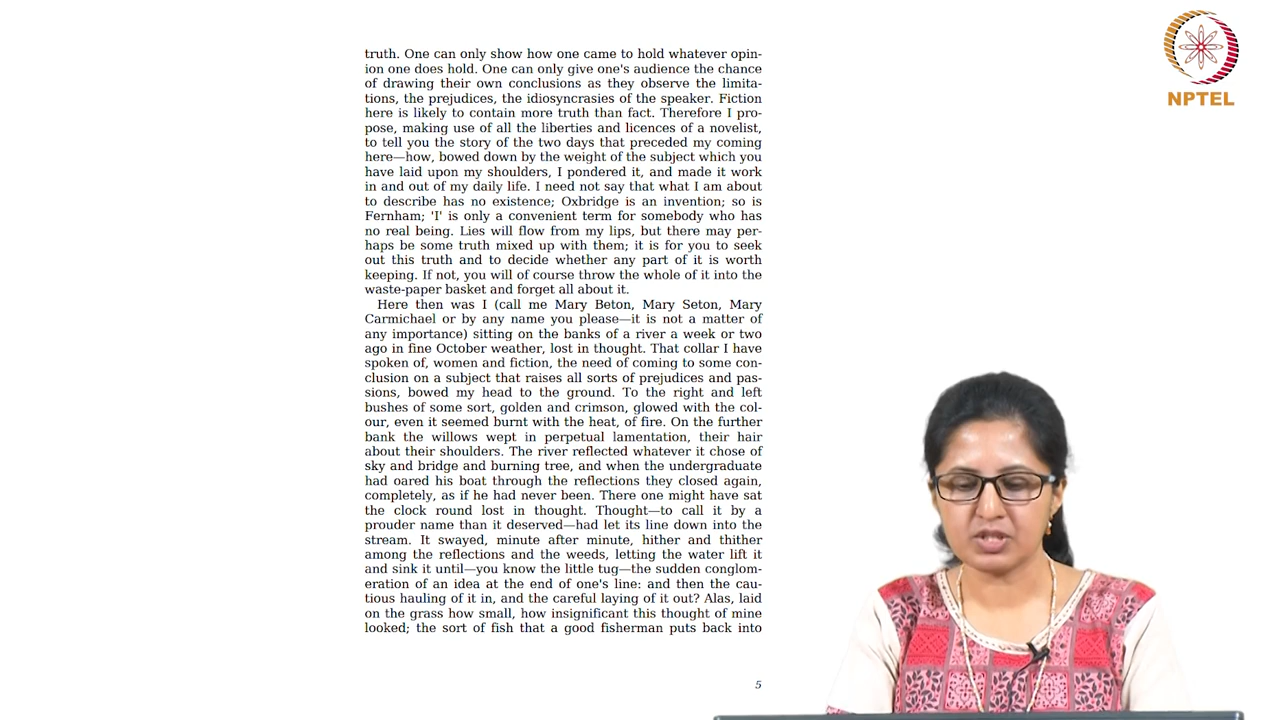 truth. One can only show how one came to hold whatever opin-
ion one does hold. One can only give one's audience the chance
of drawing their own conclusions as they observe the limita-
tions, the prejudices, the idiosyncrasies of the speaker. Fiction
here is likely to contain more truth than fact. Therefore I pro-
pose, making use of all the liberties and licences of a novelist,
to tell you the story of the two days that preceded my coming
here—how, bowed down by the weight of the subject which you
have laid upon my shoulders, I pondered it, and made it work
in and out of my daily life. I need not say that what I am about
to describe has no existence; Oxbridge is an invention; so is
Fernham; 'I' is only a convenient term for somebody who has
no real being. Lies will flow from my lips, but there may per-
haps be some truth mixed up with them; it is for you to seek
out this truth and to decide whether any part of it is worth
keeping. If not, you will of course throw the whole of it into the
waste-paper basket and forget all about it.
Here then was I (call me Mary Beton, Mary Seton, Mary
Carmichael or by any name you please—it is not a matter of
any importance) sitting on the banks of a river a week or two
ago in fine October weather, lost in thought. That collar I have
spoken of, women and fiction, the need of coming to some con-
clusion on a subject that raises all sorts of prejudices and pas-
sions, bowed my head to the ground. To the right and left
bushes of some sort, golden and crimson, glowed with the col-
our, even it seemed burnt with the heat, of fire. On the further
bank the willows wept in perpetual lamentation, their hair
about their shoulders. The river reflected whatever it chose of
sky and bridge and burning tree, and when the undergraduate
had oared his boat through the reflections they closed again,
completely, as if he had never been. There one might have sat
the clock round lost in thought. Thought—to call it by a
prouder name than it deserved—had let its line down into the
stream. It swayed, minute after minute, hither and thither
among the reflections and the weeds, letting the water lift it
and sink it until—you know the little tug—the sudden conglom-
eration of an idea at the end of one's line: and then the cau-
tious hauling of it in, and the careful laying of it out? Alas, laid
on the grass how small, how insignificant this thought of mine
looked; the sort of fish that a good fisherman puts back into
5
NPTEL